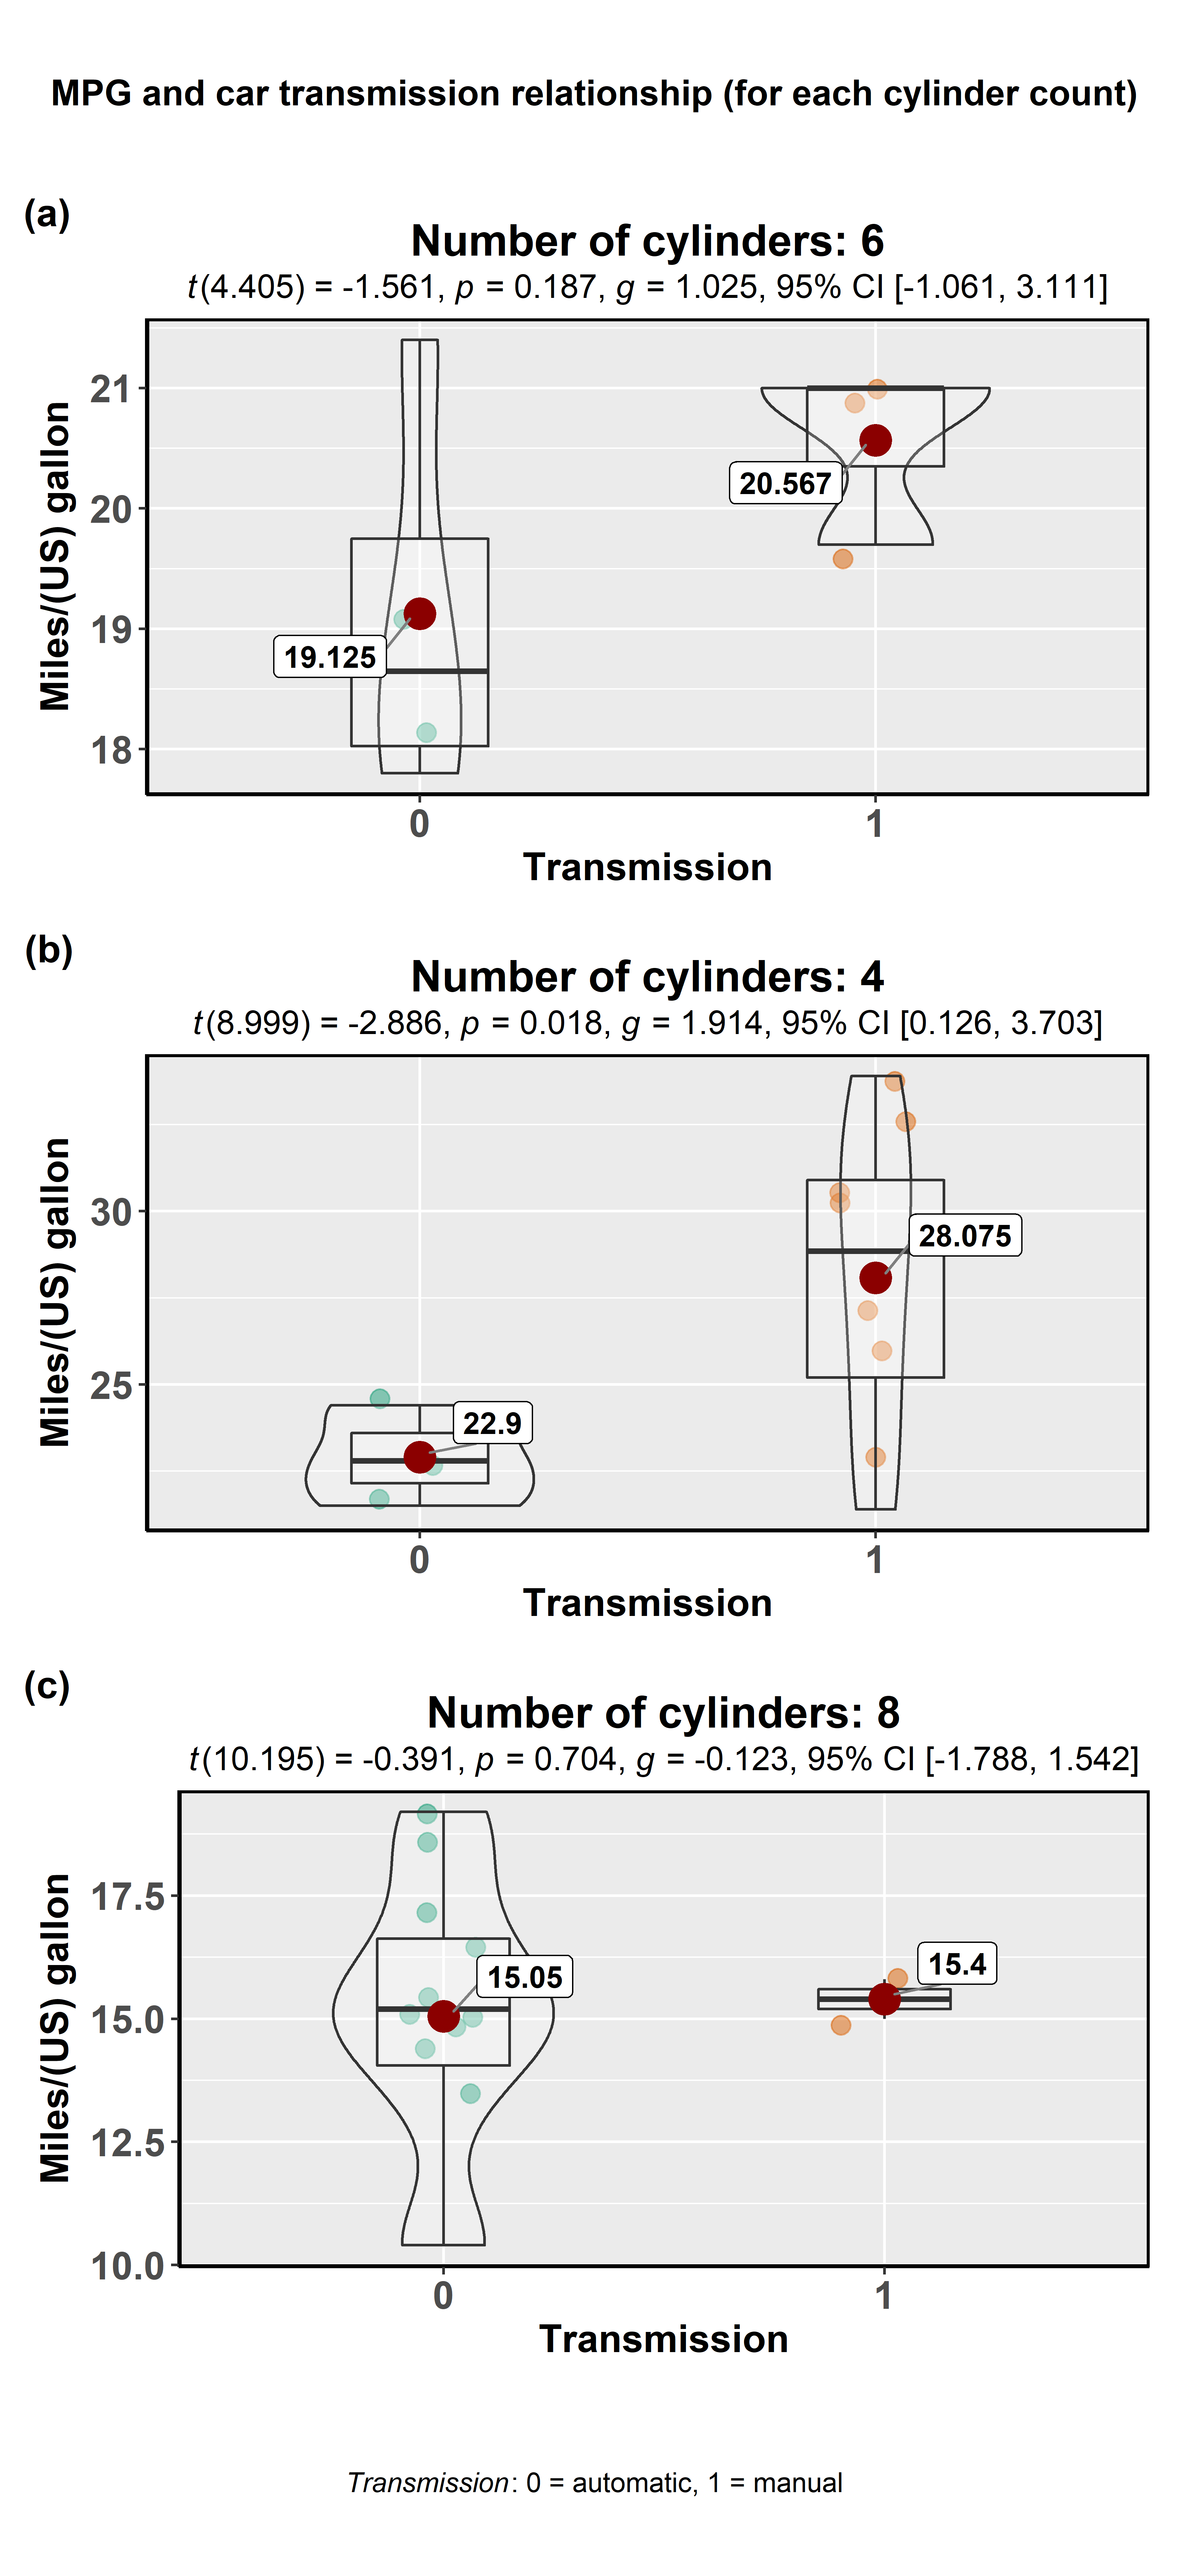 MPG and car transmission relationship (for each cylinder count)
(a)
Number of cylinders: 6
t(4.405) = -1.561, p = 0.187, g = 1.025, 95% CI [-1.061, 3.111]
Miles/(US) gallon
21
20
19
18
19.125
20.567
0 1
Transmission
(b)
Number of cylinders: 4
t(8.999) = -2.886, p = 0.018, g = 1.914, 95% CI [0.126, 3.703]
Miles/(US) gallon
30
25
22.9
28.075
0 1
Transmission
(c)
Number of cylinders: 8
t(10.195) = -0.391, p = 0.704, g = -0.123, 95% CI [-1.788, 1.542]
Miles/(US) gallon
17.5
15.0
12.5
10.0
15.05
15.4
0 1
Transmission
Transmission: 0 = automatic, 1 = manual